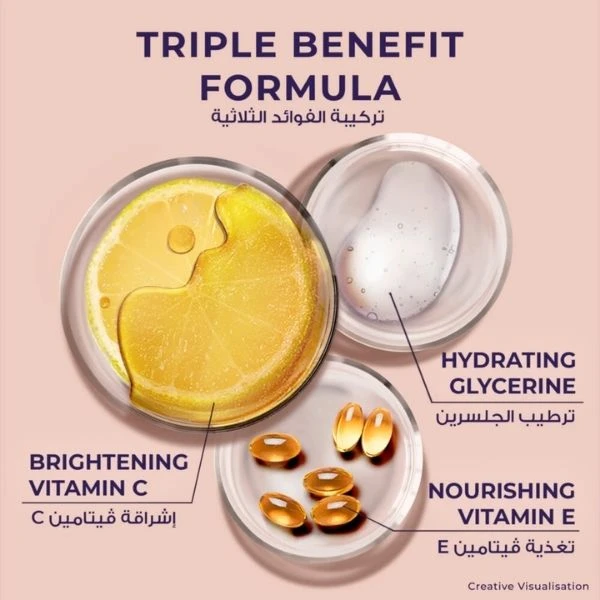 TRIPLE BENEFIT
FORMULA
تركيبة الفوائد الثلاثية
HYDRATING
GLYCERINE
ترطيب الجلسرين
BRIGHTENING
VITAMIN C
إشراقة ڤيتامين C
NOURISHING
VITAMIN E
تغذية ڤيتامين E
Creative Visualisation